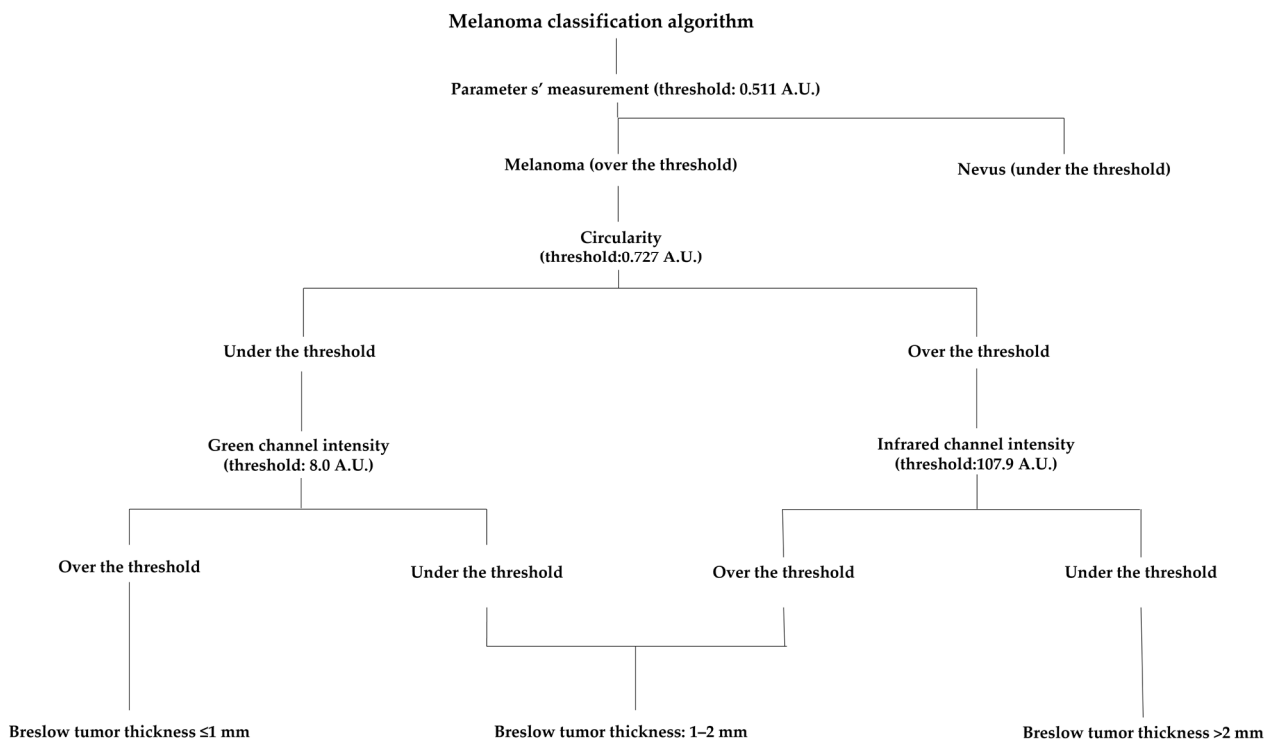 Melanoma classification algorithm
Parameter s’ measurement (threshold: 0.511 A.U.)
Melanoma (over the threshold)
Nevus (under the threshold)
Circularity
(threshold:0.727 A.U.)
Under the threshold
Over the threshold
Green channel intensity
(threshold: 8.0 A.U.)
Infrared channel intensity
(threshold:107.9 A.U.)
Over the threshold
Under the threshold
Over the threshold
Under the threshold
Breslow tumor thickness ≤1 mm
Breslow tumor thickness: 1–2 mm
Breslow tumor thickness >2 mm